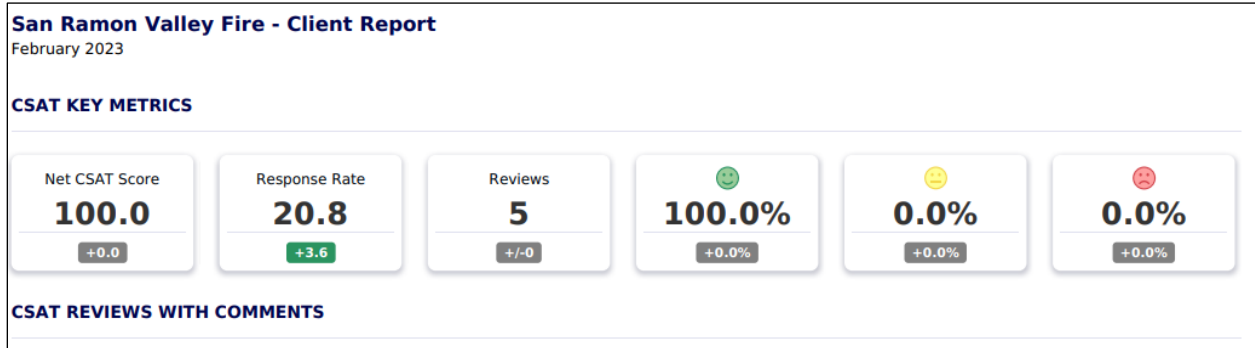 San Ramon Valley Fire - Client Report
February 2023
CSAT KEY METRICS
Net CSAT Score
100.0
+0.0
Response Rate
20.8
+3.6
Reviews
5
+/-0
100.0%
+0.0%
0.0%
+0.0%
0.0%
+0.0%
CSAT REVIEWS WITH COMMENTS